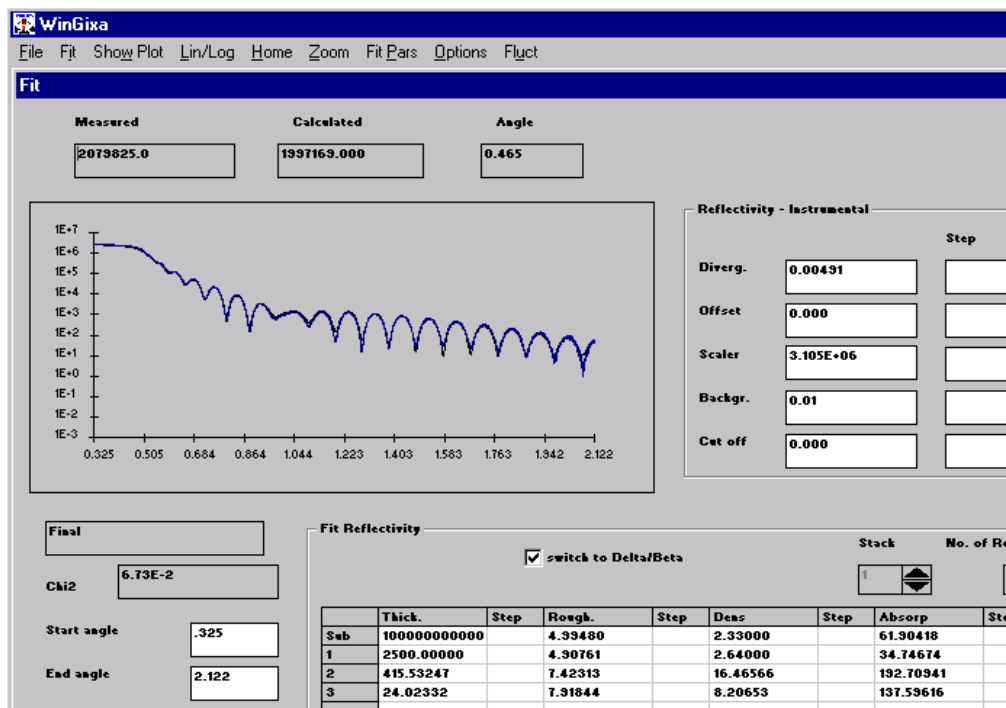 WinGixa
File Fit Show Plot Lin/Log Home Zoom Fit Pars Options Fluct
Fit
Measured Calculated Angle
2079825.0 1997169.000 0.465
Reflectivity - Instrumental
Step
Diverg. 0.00491
Offset 0.000
Scaler 3.105E+06
Backgr. 0.01
Cut off 0.000
1E+7
1E+6
1E+5
1E+4
1E+3
1E+2
1E+1
1E+0
1E-1
1E-2
1E-3
0.325 0.505 0.684 0.864 1.044 1.223 1.403 1.583 1.763 1.942 2.122
Final
Chi2 6.73E-2
Start angle .325
End angle 2.122
Fit Reflectivity
switch to Delta/Beta
Stack No. of Re
1
Thick. Step Rough. Step Dens Step Absorp Ste
Sub 100000000000 4.99480 2.33000 61.90418
1 2500.00000 4.90761 2.64000 34.74674
2 415.53247 7.42313 16.46566 192.70941
3 24.02332 7.91844 8.20653 137.59616